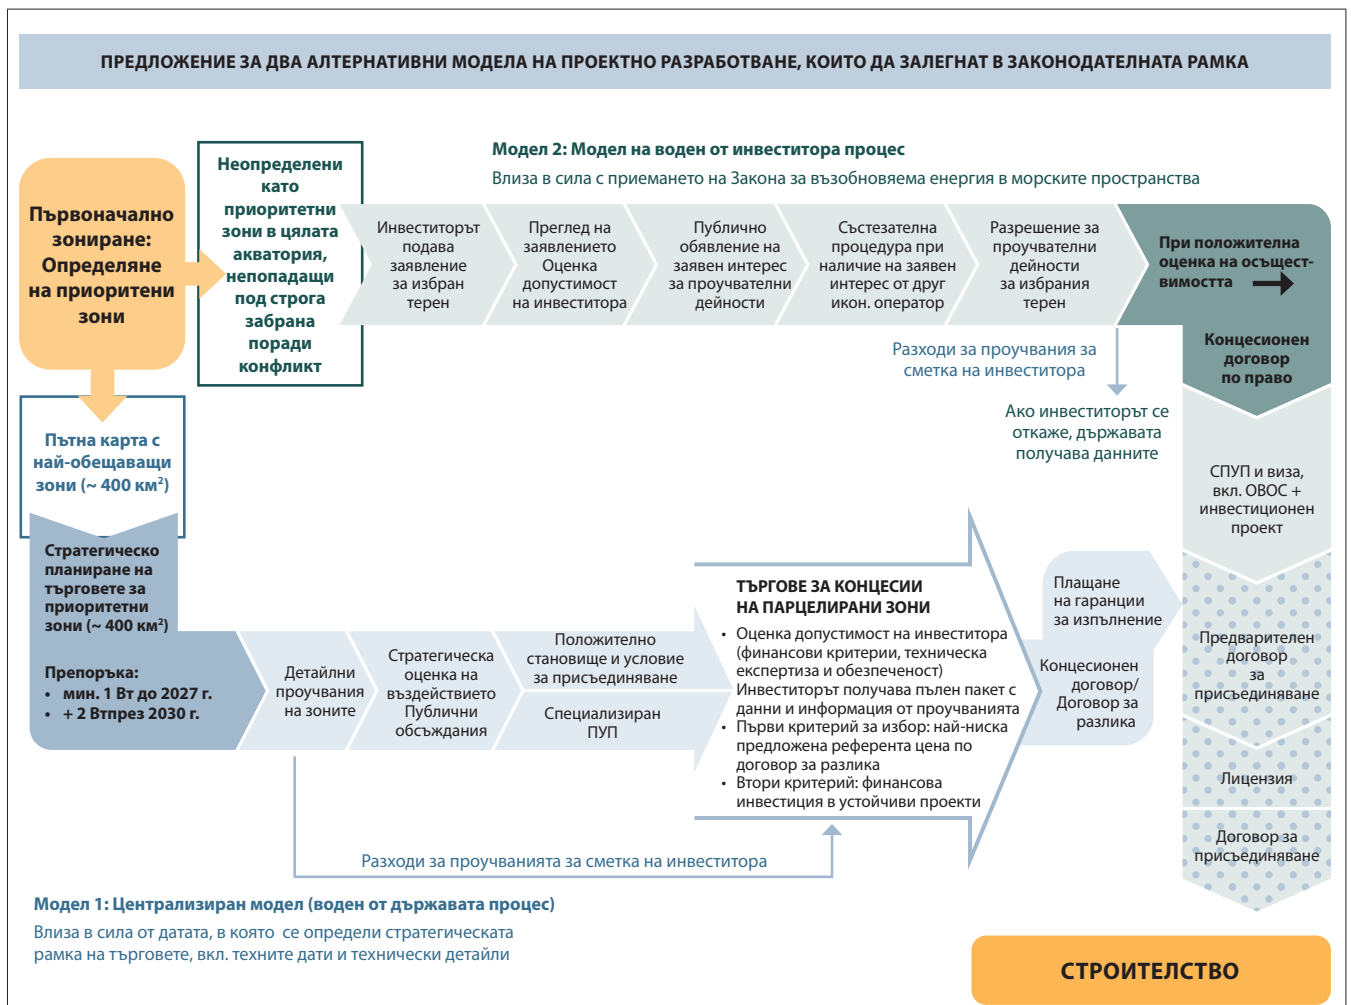 ПРЕДЛОЖЕНИЕ ЗА ДВА АЛТЕРНАТИВНИ МОДЕЛА НА ПРОЕКТНО РАЗРАБОТВАНЕ, КОИТО ДА ЗАЛЕГНАТ В ЗАКОНОДАТЕЛНАТА РАМКА
Първоначално
зониране:
Определяне
на приоритени
зони
Неопределени
като
приоритетни
зони в цялата
акватория,
непопадащи
под строга
забрана
поради
конфликт
Модел 2: Модел на воден от инвеститора процес
Влиза в сила с приемането на Закона за възобновяема енергия в морските пространства
Инвеститорът
подава
заявление
за избран
терен
Преглед на
заявлението
Оценка
допустимост
на инвеститора
Публично
обявление на
заявен интерес
за проучвателни
дейности
Състезателна
процедура при
наличие на заявен
интерес от друг
икон. оператор
Разрешение за
проучвателни
дейности
за избрания
терен
При положителна
оценка на осъщест-
вимостта
Концесионен
договор
по право
Разходи за проучвания за
сметка на инвеститора
Ако инвеститорът се
откаже, държавата
получава данните
СПУП и виза,
вкл. ОВОС +
инвестиционен
проект
Предварителен
договор
за
присъединяване
Лицензия
Договор за
присъединяване
Пътна карта с
най-обещаващи
зони (~ 400 км²)
Стратегическо
планиране на
търговете за
приоритетни
зони (~ 400 км²)
Препоръка:
• мин. 1 Вт до 2027 г.
• + 2 Втпрез 2030 г.
Детайлни
проучвания
на зоните
Стратегическа
оценка на
въздействието
Публични
обсъждания
Положително
становище и условие
за присъединяване
Специализиран
ПУП
ТЪРГОВЕ ЗА КОНЦЕСИИ
НА ПАРЦЕЛИРАНИ ЗОНИ
• Оценка допустимост на инвеститора
(финансови критерии, техническа
експертиза и обезпеченост)
Инвеститорът получава пълен пакет с
данни и информация от проучванията
• Първи критерий за избор: най-ниска
предложена референта цена по
договор за разлика
• Втори критерий: финансова
инвестиция в устойчиви проекти
Плащане
на гаранции
за изпълнение
Концесионен
договор/
Договор за
разлика
Разходи за проучванията за сметка на инвеститора
Модел 1: Централизиран модел (воден от държавата процес)
Влиза в сила от датата, в която се определи стратегическата
рамка на търговете, вкл. техните дати и технически детайли
СТРОИТЕЛСТВО